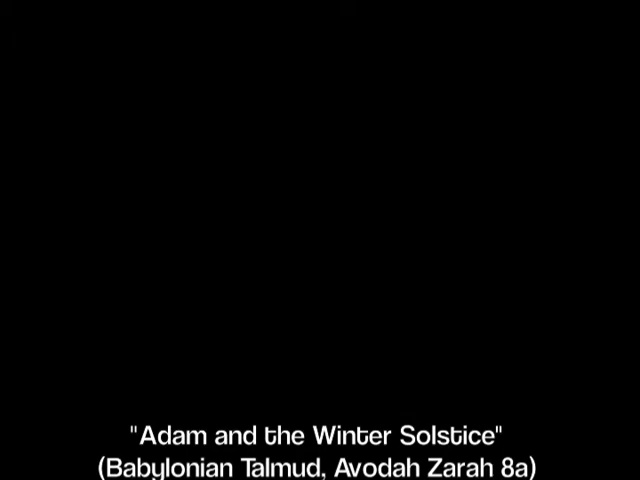 "Adam and the Winter Solstice"
(Babylonian Talmud, Avodah Zarah 8a)